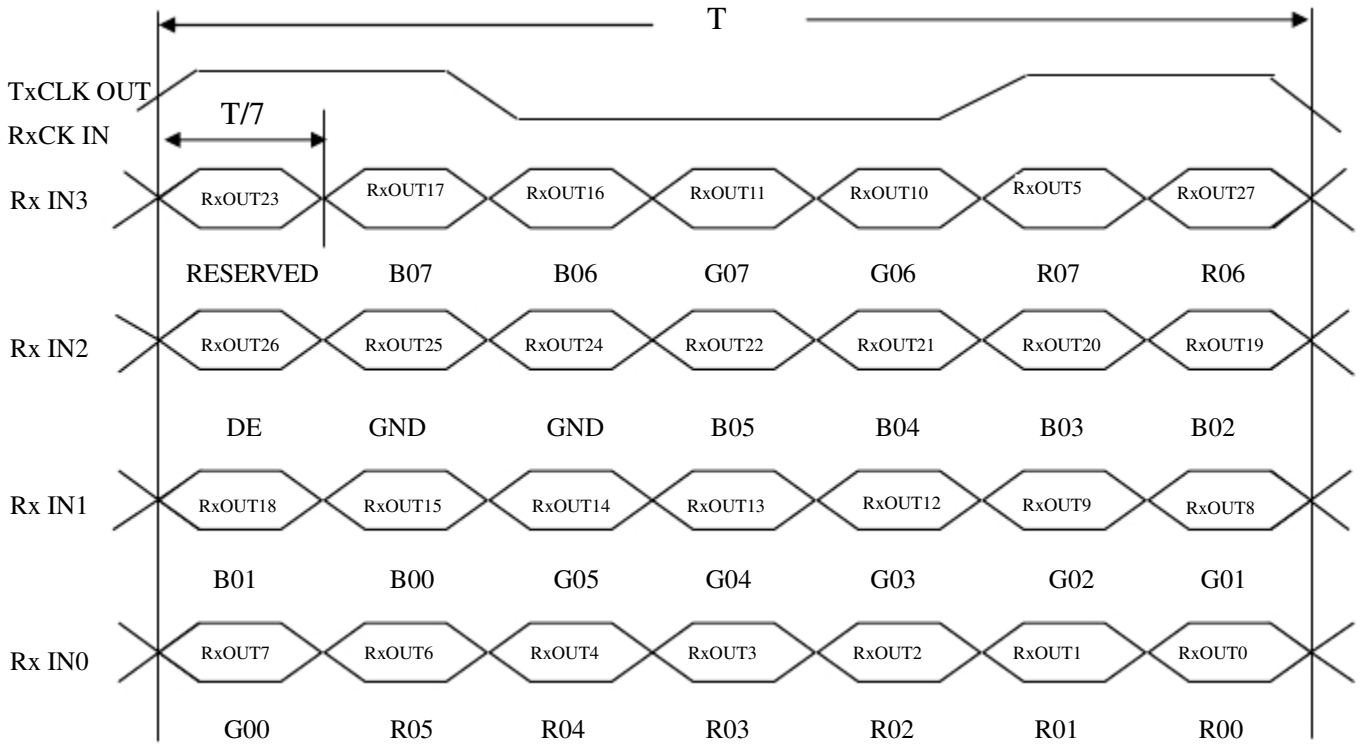 T
TxCLK OUT
T/7
RxCK IN
Rx IN3 RxOUT23 RxOUT17 RxOUT16 RxOUT11 RxOUT10 RxOUT5 RxOUT27
RESERVED B07 B06 G07 G06 R07 R06
Rx IN2 RxOUT26 RxOUT25 RxOUT24 RxOUT22 RxOUT21 RxOUT20 RxOUT19
DE GND GND B05 B04 B03 B02
Rx IN1 RxOUT18 RxOUT15 RxOUT14 RxOUT13 RxOUT12 RxOUT9 RxOUT8
B01 B00 G05 G04 G03 G02 G01
Rx IN0 RxOUT7 RxOUT6 RxOUT4 RxOUT3 RxOUT2 RxOUT1 RxOUT0
G00 R05 R04 R03 R02 R01 R00